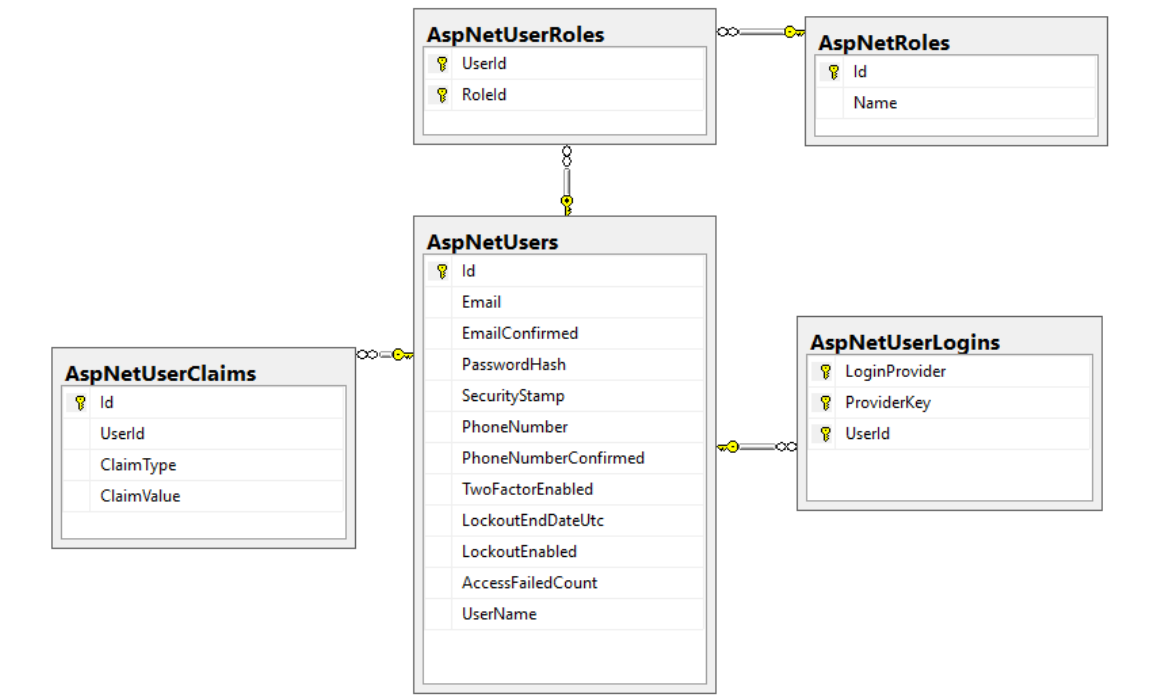 AspNetUserRoles
UserId
RoleId
AspNetRoles
Id
Name
AspNetUsers
Id
Email
EmailConfirmed
PasswordHash
SecurityStamp
PhoneNumber
PhoneNumberConfirmed
TwoFactorEnabled
LockoutEndDateUtc
LockoutEnabled
AccessFailedCount
UserName
AspNetUserClaims
Id
UserId
ClaimType
ClaimValue
AspNetUserLogins
LoginProvider
ProviderKey
UserId